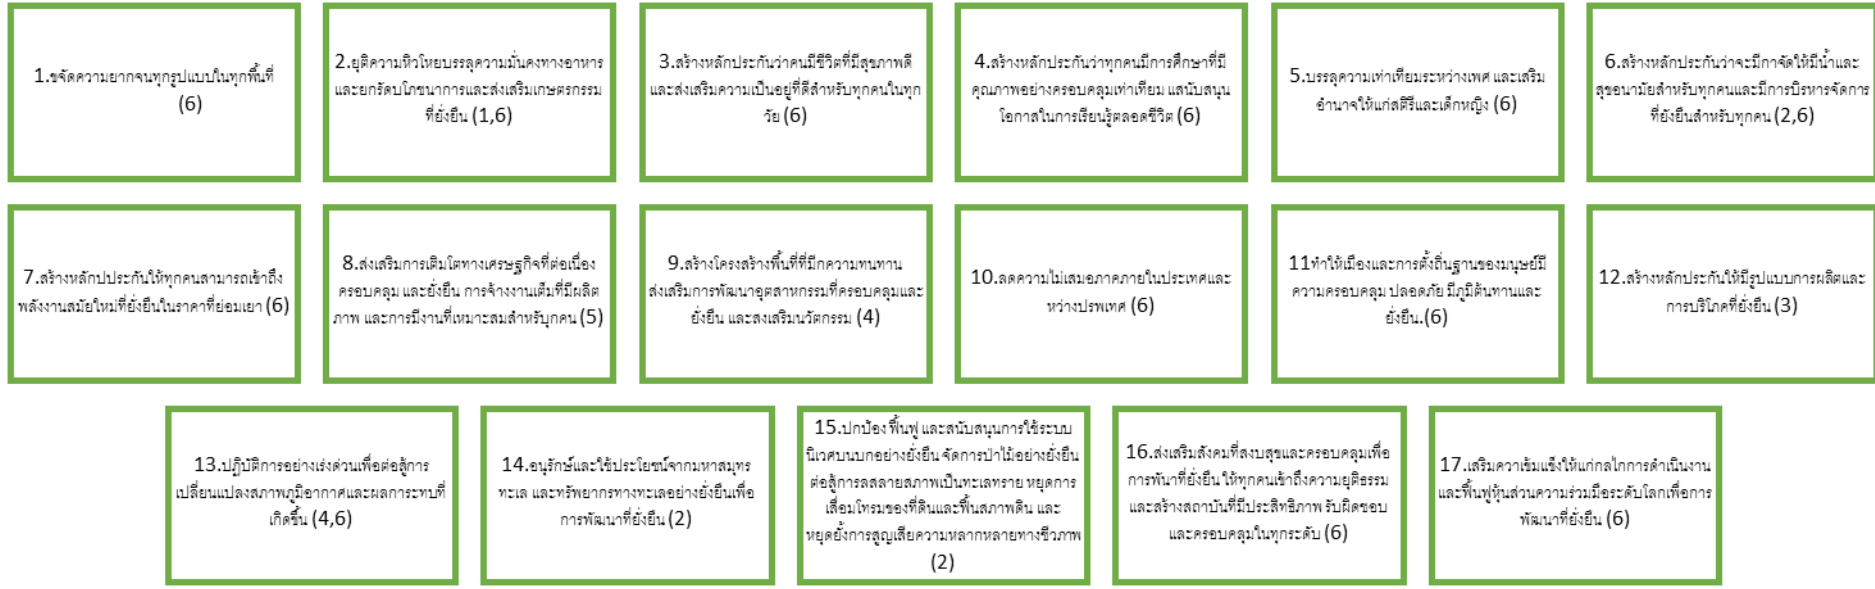 1.ขจัดความยากจนทุกรูปแบบในทุกพื้นที่
(6)
2.ยุติความหิวโหยบรรลุความมั่นคงทางอาหาร
และยกรัดบโภชนาการและส่งเสริมเกษตรกรรม
ที่ยั่งยืน (1,6)
3.สร้างหลักประกันว่าคนมีชีวิตที่มีสุขภาพดี
และส่งเสริมความเป็นอยู่ที่ดีสำหรับทุกคนในทุก
วัย (6)
4.สร้างหลักประกันว่าทุกคนมีการศึกษาที่มี
คุณภาพอย่างครอบคลุมเท่าเทียม แสนับสนุน
โอกาสในการเรียนรู้ตลอดชีวิต (6)
5.บรรลุความเท่าเทียมระหว่างเพศ และเสริม
อำนาจให้แก่สตีรีและเด็กหญิง (6)
6.สร้างหลักประกันว่าจะมีกาจัดให้มีน้ำและ
สุขอนามัยสำหรับทุกคนและมีการบิรหารจัดการ
ที่ยังยืนสำหรับทุกคน (2,6)
7.สร้างหลักปประกันให้ทุกคนสามารถเช้าถึง
พลังงานสมัยใหม่ที่ยั่งยืนในราคาที่ย่อมเยา (6)
8.ส่งเสริมการเติมโตทางเศรษฐกิจที่ต่อเนื่อง
ครอบคลุม และยั่งยืน การจ้างงานเต็มที่มีผลิต
ภาพ และการมีงานที่เหมาะสมสำหรับุกคน (5)
9.สร้างโครงสร้างพื้นที่ที่มีกความทนทาน
ส่งเสริมการพัฒนาอุตสาหกรรมที่ครอบคลุมและ
ยั่งยืน และสงเสริมนวัตกรรม (4)
10.ลดความไม่เสมอภาคภายในประเทศและ
หว่างปรพเทศ (6)
11ทำให้เมืองและการตั้งถิ่นฐานของมนุษย์มี
ความครอบคลุม ปลอดภัย มีภูมิต้นทานและ
ยั่งยืน.(6)
12.สร้างหลักประกันให้มีรูปแบบการผลิตและ
การบริโภคที่ยั่งยืน (3)
13.ปฏิบัติการอย่างเร่งด่วนเพื่อต่อสู้การ
เปลี่ยนแปลงสภาพภูมิอากาศและผลการะทบที่
เกิดขึ้น (4,6)
14.อนุรักษ์และใช้ประโยชน์จากมหาสมุทร
ทะเล และทรัพยากรทางทะเลอย่างยั่งยืนเพื่อ
การพัฒนาที่ยั่งยืน (2)
15.ปกป้อง ฟื้นฟู และสนับสนุนการใช้ระบบ
นิเวศบนบกอย่างยั่งยืน จัดการป่าไม้อย่างยั่งยืน
ต่อสู้การลสลายสภาพเป็นทะเลทราย หยุดการ
เสื่อมโทรมของที่ดินและฟื้นสภาพดิน และ
หยุดยั้งการสูญเสียความหลากหลายทางชีวภาพ
(2)
16.ส่งเสริมสังคมที่สงบสุขและครอบคลุมเพื่อ
การพันาที่ยั่งยืน ให้ทุกคนเข้าถึงความยุติธรรม
และสร้างสถาบันที่มีประสิทธิภาพ รับผิดชอบ
และครอบคลุมในทุกระดับ (6)
17.เสริมควาเข้มแข็งให้แก่กลไกการดำเนินงาน
และฟื้นฟูหุ้นส่วนความร่วมมือระดับโลกเพื่อการ
พัฒนาที่ยั่งยืน (6)